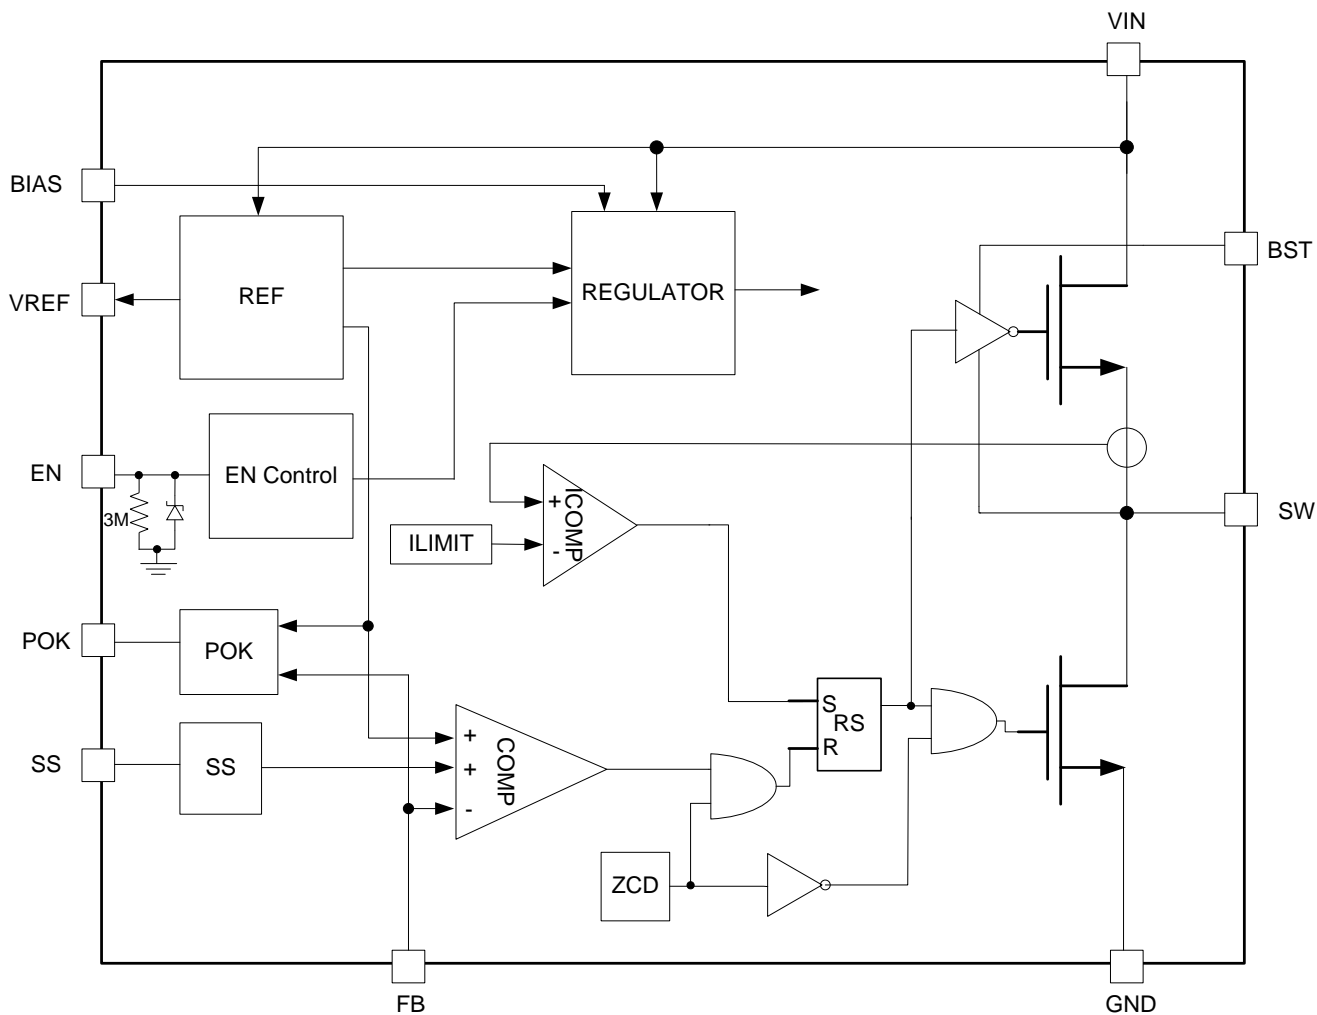 VIN
BIAS
BST
VREF
REF
REGULATOR
EN
EN Control
3M
ILIMIT
+
-
ICOMP
SW
POK
POK
SS
SS
+
+
-
COMP
S
RS
R
ZCD
FB
GND